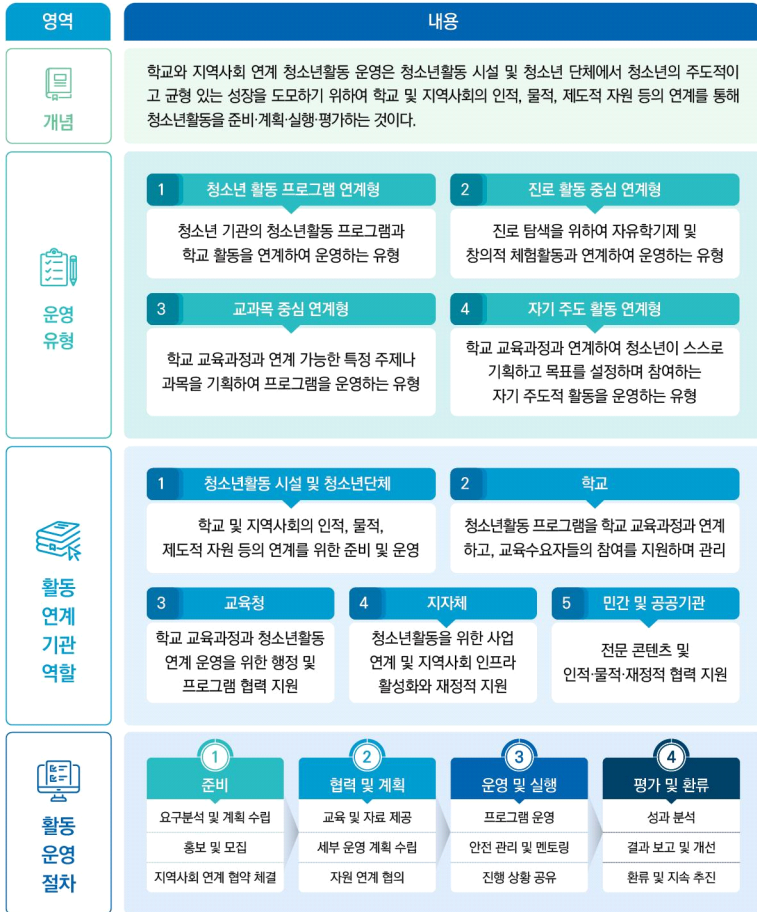 영역
내용
개념
학교와 지역사회 연계 청소년활동 운영은 청소년활동 시설 및 청소년 단체에서 청소년의 주도적이
고 균형 있는 성장을 도모하기 위하여 학교 및 지역사회의 인적, 물적, 제도적 자원 등의 연계를 통해
청소년활동을 준비·계획·실행·평가하는 것이다.
운영
유형
1 청소년 활동 프로그램 연계형
청소년 기관의 청소년활동 프로그램과
학교 활동을 연계하여 운영하는 유형
2 진로 활동 중심 연계형
진로 탐색을 위하여 자유학기제 및
창의적 체험활동과 연계하여 운영하는 유형
3 교과목 중심 연계형
학교 교육과정과 연계 가능한 특정 주제나
과목을 기획하여 프로그램을 운영하는 유형
4 자기 주도 활동 연계형
학교 교육과정과 연계하여 청소년이 스스로
기획하고 목표를 설정하며 참여하는
자기 주도적 활동을 운영하는 유형
활동
연계
기관
역할
1 청소년활동 시설 및 청소년단체
학교 및 지역사회의 인적, 물적,
제도적 자원 등의 연계를 위한 준비 및 운영
2 학교
청소년활동 프로그램을 학교 교육과정과 연계
하고, 교육수요자들의 참여를 지원하며 관리
3 교육청
학교 교육과정과 청소년활동
연계 운영을 위한 행정 및
프로그램 협력 지원
4 지자체
청소년활동을 위한 사업
연계 및 지역사회 인프라
활성화와 재정적 지원
5 민간 및 공공기관
전문 콘텐츠 및
인적·물적·재정적 협력 지원
활동
운영
절차
1
준비
요구분석 및 계획 수립
홍보 및 모집
지역사회 연계 협약 체결
2
협력 및 계획
교육 및 자료 제공
세부 운영 계획 수립
자원 연계 협의
3
운영 및 실행
프로그램 운영
안전 관리 및 멘토링
진행 상황 공유
4
평가 및 환류
성과 분석
결과 보고 및 개선
환류 및 지속 추진